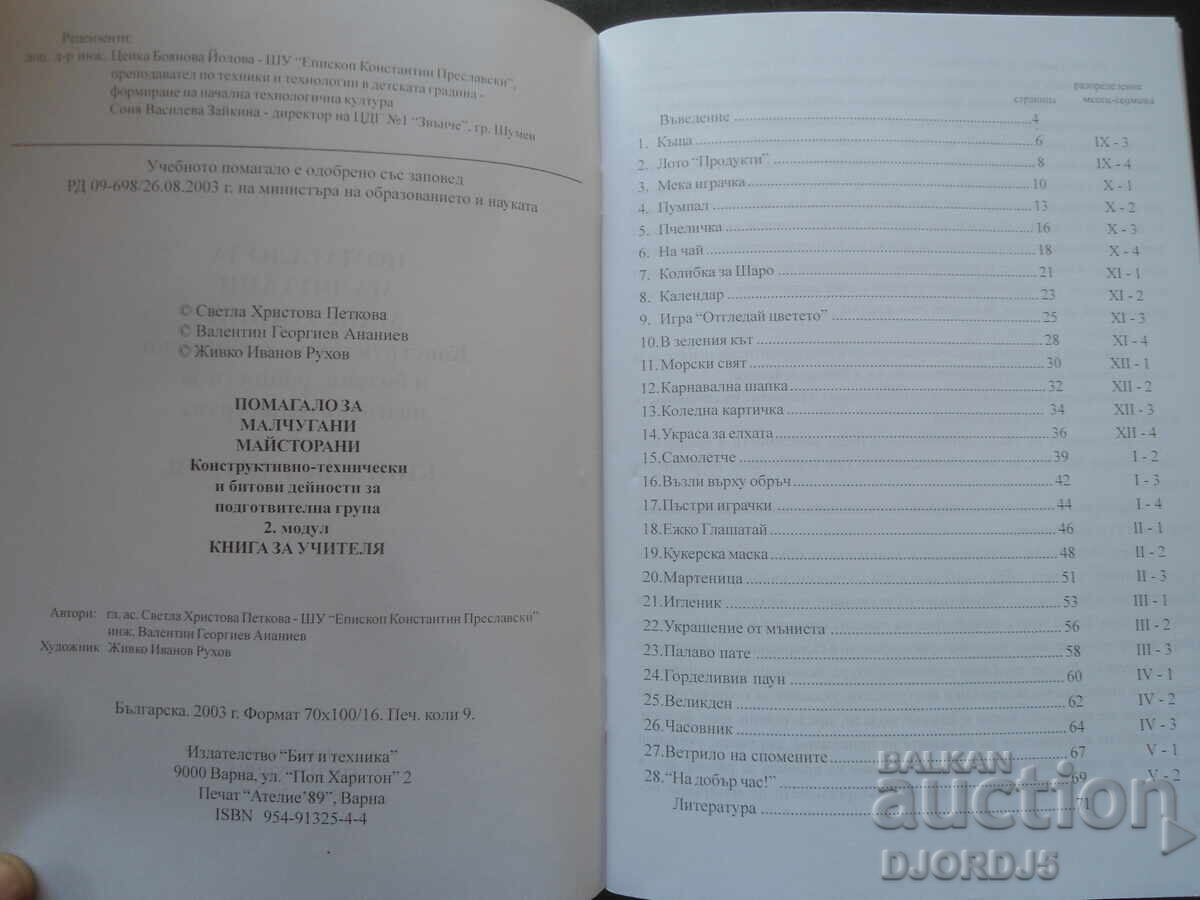 Рецензенти:
доц. д-р инж. Ценка Боянова Йолова - ШУ “Епископ Константин Преславски”,
преподавател по техники и технологии в детската градина -
формиране на начална технологична култура
Соня Василева Зайкина - директор на ЦДГ №1 “Звънче”, гр. Шумен
Учебното помагало е одобрено със заповед
РД 09-698/26.08.2003 г. на министъра на образованието и науката
© Светла Христова Петкова
© Валентин Георгиев Ананиев
© Живко Иванов Рухов
ПОМАГАЛО ЗА
МАЛЧУГАНИ
МАЙСТОРАНИ
Конструктивно-технически
и битови дейности за
подготвителна група
2. модул
КНИГА ЗА УЧИТЕЛЯ
Автори: гл. ас. Светла Христова Петкова - ШУ “Епископ Константин Преславски”
инж. Валентин Георгиев Ананиев
Художник Живко Иванов Рухов
Българска. 2003 г. Формат 70х100/16. Печ. коли 9.
Издателство “Бит и техника”
9000 Варна, ул. “Поп Харитон” 2
Печат “Ателие’89”, Варна
ISBN 954-91325-4-4
разпределение
страница месец-седмица
Въведение 4
1. Къща 6 IX - 3
2. Лото “Продукти” 8 IX - 4
3. Мека играчка 10 X - 1
4. Пумпал 13 X - 2
5. Пчеличка 16 X - 3
6. На чай 18 X - 4
7. Колибка за Шаро 21 XI - 1
8. Календар 23 XI - 2
9. Игра “Отгледай цветето” 25 XI - 3
10. В зеления кът 28 XI - 4
11. Морски свят 30 XII - 1
12. Карнавална шапка 32 XII - 2
13. Коледна картичка 34 XII - 3
14. Украса за елхата 36 XII - 4
15. Самолетче 39 I - 2
16. Възли върху обръч 42 I - 3
17. Пъстри играчки 44 I - 4
18. Ежко Глашатай 46 II - 1
19. Кукерска маска 48 II - 2
20. Мартеница 51 II - 3
21. Игленик 53 III - 1
22. Украшение от мъниста 56 III - 2
23. Палаво пате 58 III - 3
24. Горделивив паун 60 IV - 1
25. Великден 62 IV - 2
26. Часовник 64 IV - 3
27. Ветрило на спомените 67 V - 1
28. “На добър час!” 69 V - 2
Литература 71
BALKAN
auction
DJORDJ5